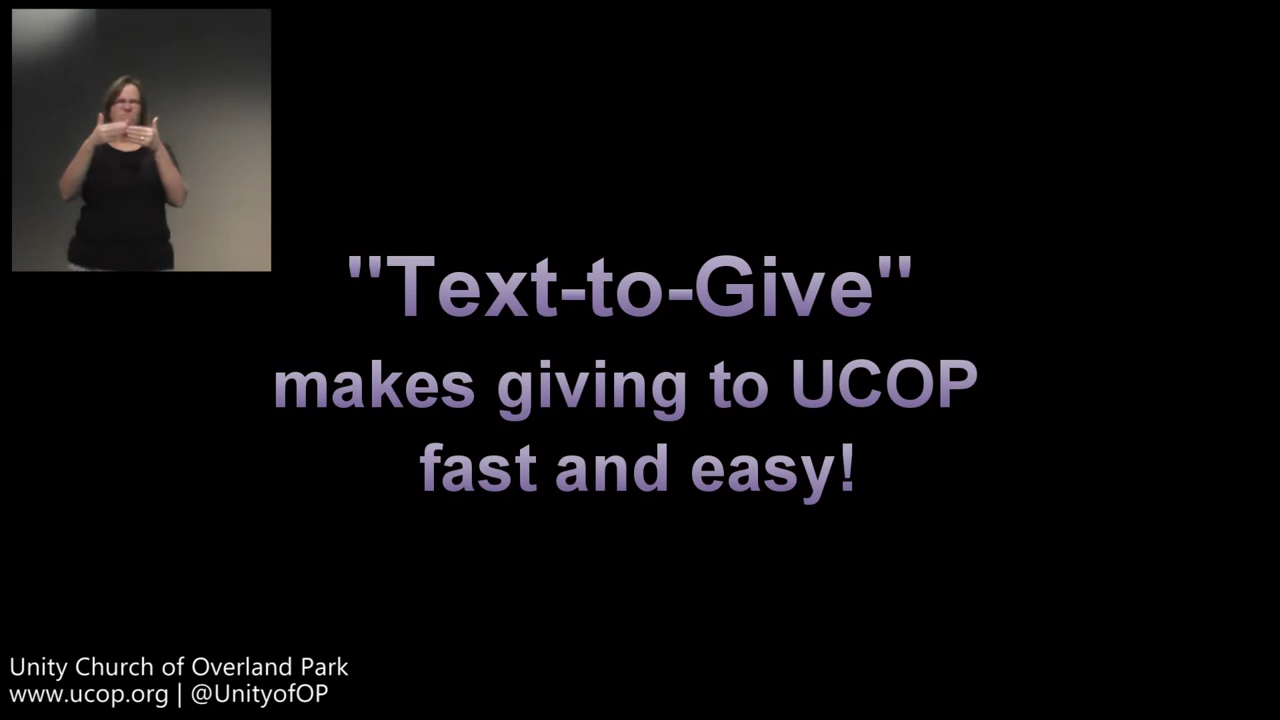 "Text-to-Give"
makes giving to UCOP
fast and easy!
Unity Church of Overland Park
www.ucop.org | @UnityofOP